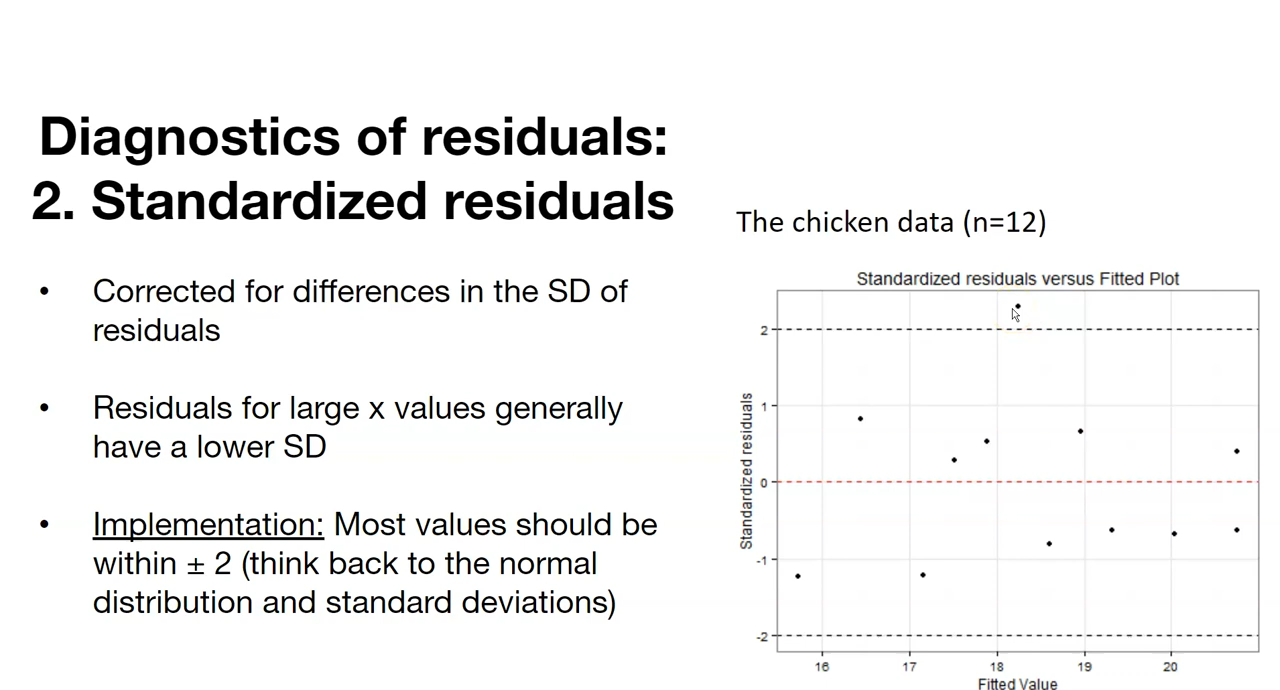 Diagnostics of residuals:
2. Standardized residuals
• Corrected for differences in the SD of
residuals
• Residuals for large x values generally
have a lower SD
• Implementation: Most values should be
within ± 2 (think back to the normal
distribution and standard deviations)
The chicken data (n=12)
Standardized residuals versus Fitted Plot
Standardized residuals
2
1
0
-1
-2
16 17 18 19 20
Fitted Value